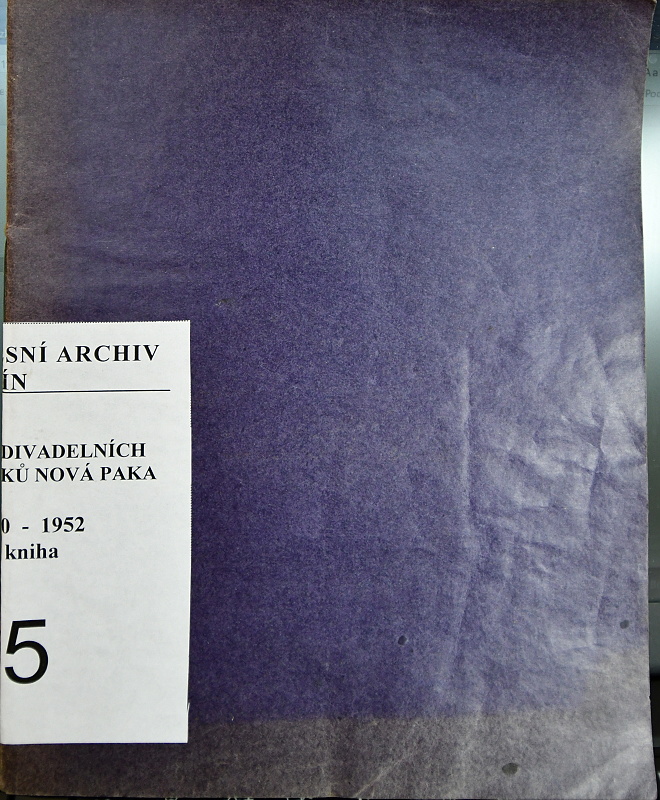 SNÍ ARCHIV
ÍN
DIVADELNÍCH
KŮ NOVÁ PAKA
0 - 1952
kniha
5